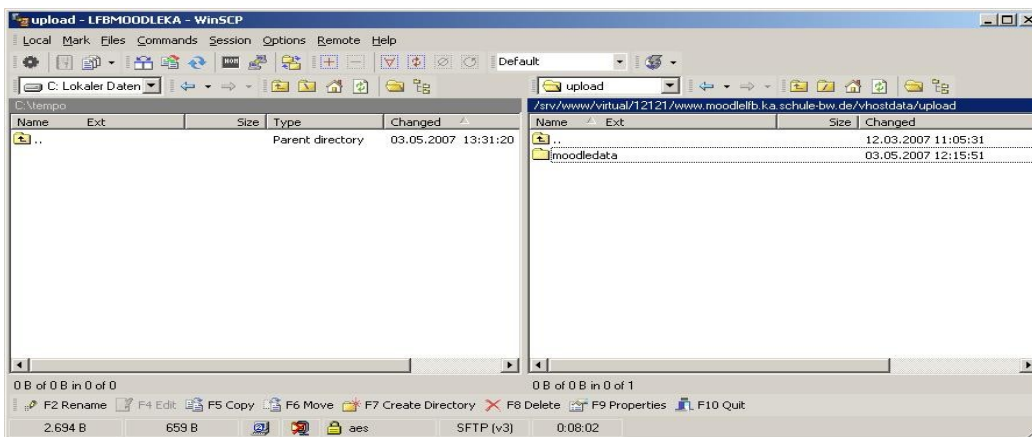 upload - LFBMOODLEKA - WinSCP
Local Mark Files Commands Session Options Remote Help
Default
C: Lokaler Daten
upload
C:\tempo
/srv/www/virtual/12121/www.moodlelfb.ka.schule-bw.de/vhostdata/upload
Name Ext Size Type Changed
Name Ext Size Changed
.. Parent directory 03.05.2007 13:31:20
.. 12.03.2007 11:05:31
moodledata 03.05.2007 12:15:51
0 B of 0 B in 0 of 0
0 B of 0 B in 0 of 1
F2 Rename F4 Edit F5 Copy F6 Move F7 Create Directory F8 Delete F9 Properties F10 Quit
2.694 B 659 B aes SFTP (v3) 0:08:02